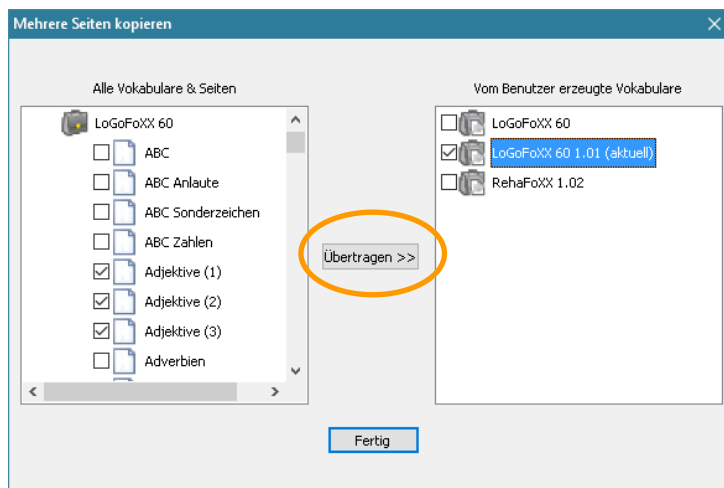 Mehrere Seiten kopieren
Alle Vokabulare & Seiten
LoGoFoXX 60
ABC
ABC Anlaute
ABC Sonderzeichen
ABC Zahlen
Adjektive (1)
Adjektive (2)
Adjektive (3)
Adverbien
Übertragen >>
Vom Benutzer erzeugte Vokabulare
LoGoFoXX 60
LoGoFoXX 60 1.01 (aktuell)
RehaFoXX 1.02
Fertig